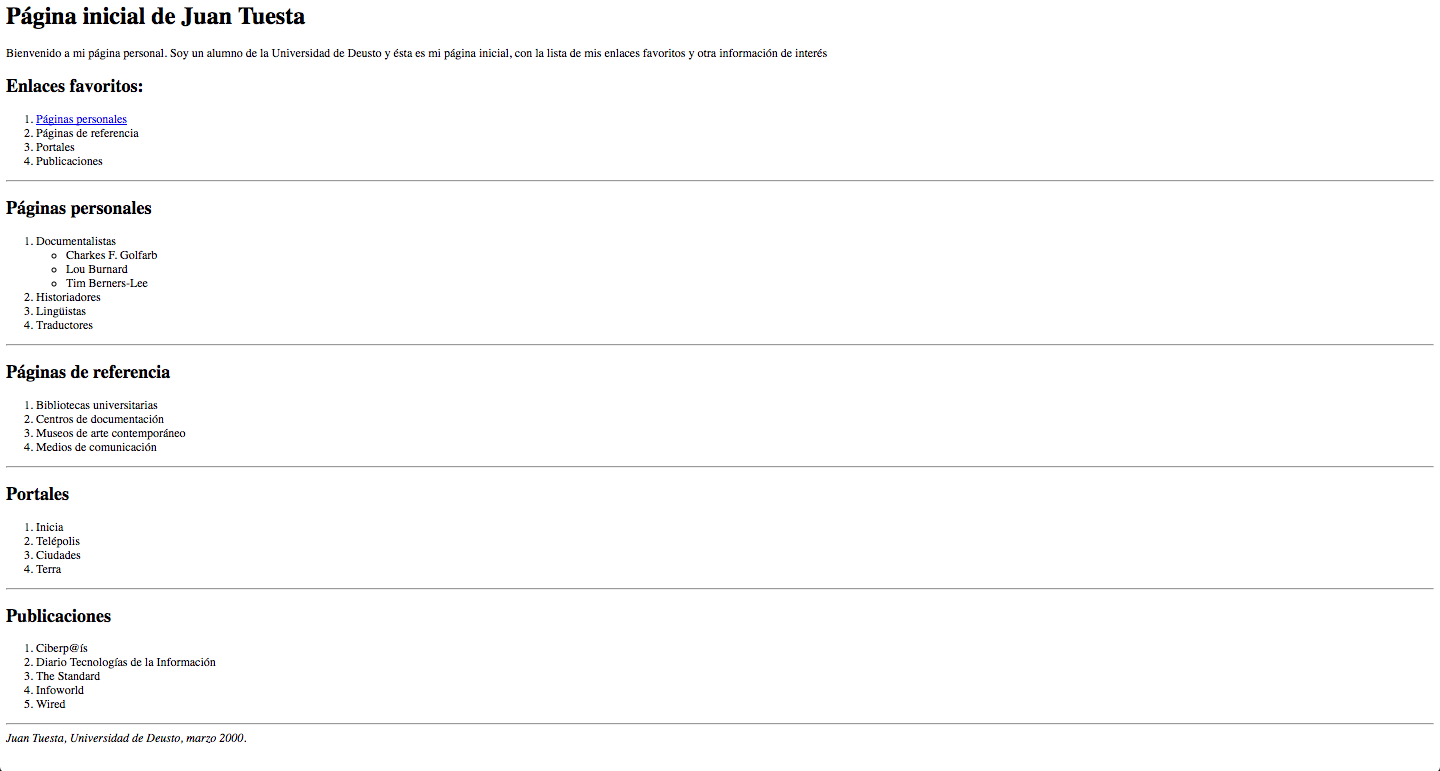 Página inicial de Juan Tuesta
Bienvenido a mi página personal. Soy un alumno de la Universidad de Deusto y ésta es mi página inicial, con la lista de mis enlaces favoritos y otra información de interés
Enlaces favoritos:
1. Páginas personales
2. Páginas de referencia
3. Portales
4. Publicaciones
Páginas personales
1. Documentalistas
Charkes F. Golfarb
Lou Burnard
Tim Berners-Lee
2. Historiadores
3. Lingüistas
4. Traductores
Páginas de referencia
1. Bibliotecas universitarias
2. Centros de documentación
3. Museos de arte contemporáneo
4. Medios de comunicación
Portales
1. Inicia
2. Telépolis
3. Ciudades
4. Terra
Publicaciones
1. Ciberp@ís
2. Diario Tecnologías de la Información
3. The Standard
4. Infoworld
5. Wired
Juan Tuesta, Universidad de Deusto, marzo 2000.